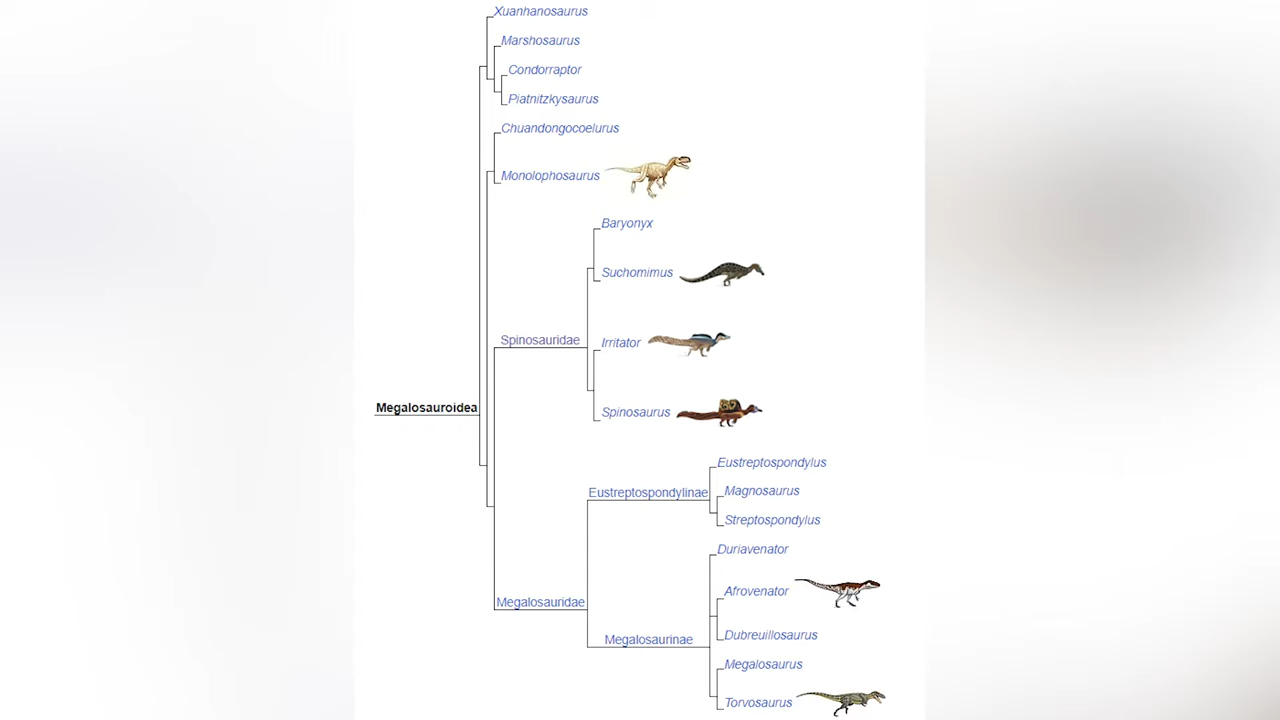 Xuanhanosaurus
Marshosaurus
Condorraptor
Piatnitzkysaurus
Chuandongocoelurus
Monolophosaurus
Baryonyx
Suchomimus
Spinosauridae
Irritator
Megalosauroidea
Spinosaurus
Eustreptospondylus
Eustreptospondylinae
Magnosaurus
Streptospondylus
Duriavenator
Afrovenator
Megalosauridae
Dubreuillosaurus
Megalosaurinae
Megalosaurus
Torvosaurus